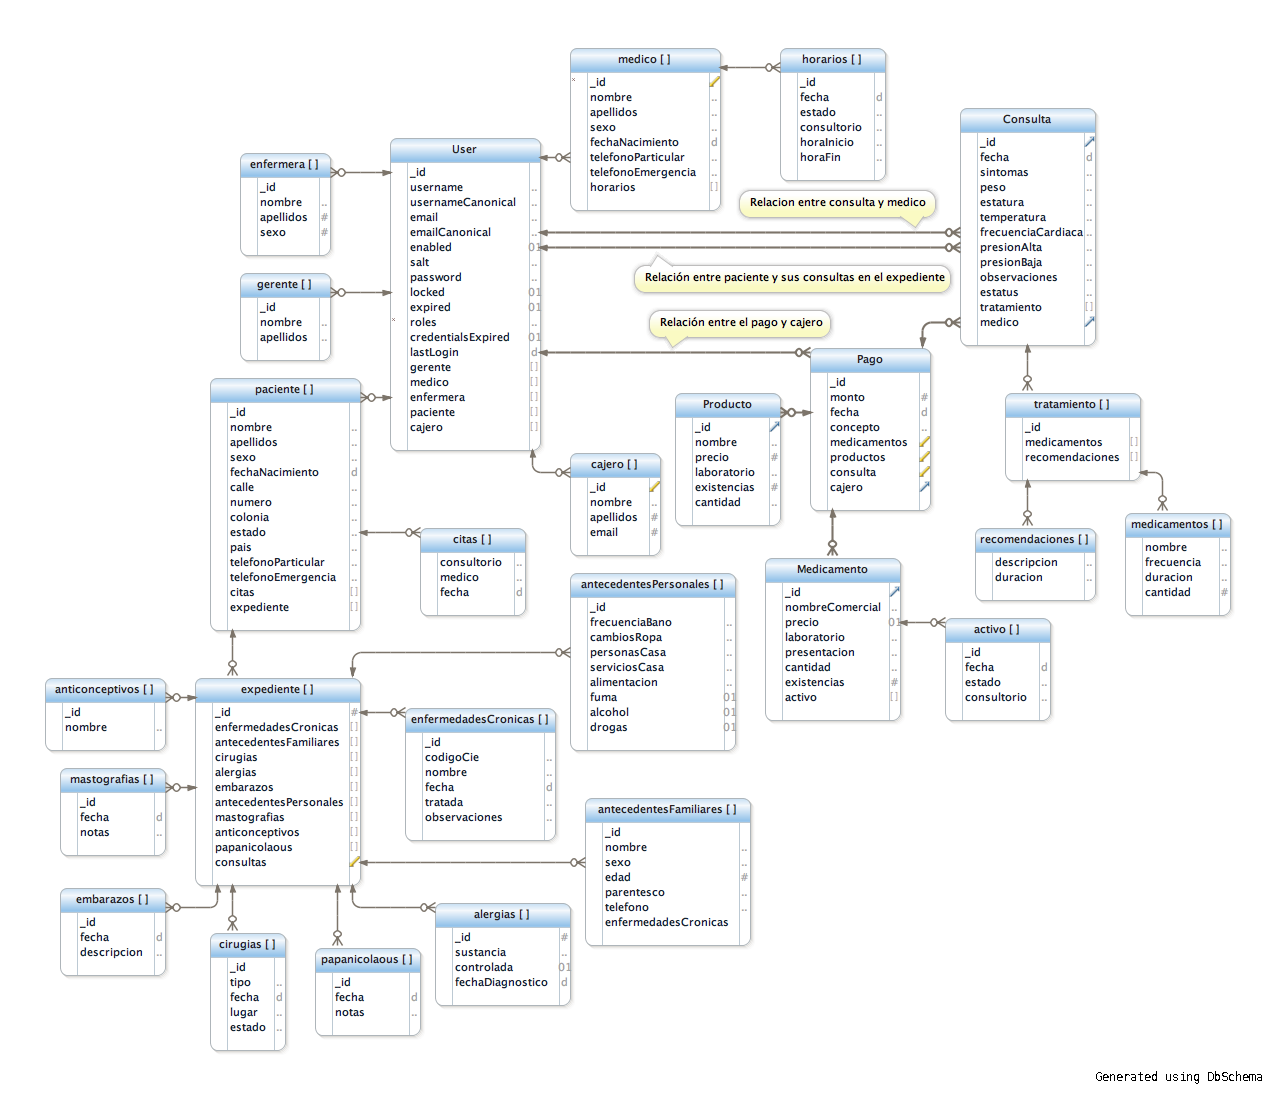 medico [ ]
_id
nombre
apellidos
sexo
fechaNacimiento
telefonoParticular
telefonoEmergencia
horarios
horarios [ ]
_id
fecha
estado
consultorio
horaInicio
horaFin
Consulta
_id
fecha
sintomas
peso
estatura
temperatura
frecuenciaCardiaca
presionAlta
presionBaja
observaciones
estatus
tratamiento
medico
User
_id
username
usernameCanonical
email
emailCanonical
enabled
salt
password
locked
expired
roles
credentialsExpired
lastLogin
gerente
medico
enfermera
paciente
cajero
enfermera [ ]
_id
nombre
apellidos
sexo
Relacion entre consulta y medico
Relación entre paciente y sus consultas en el expediente
Relación entre el pago y cajero
gerente [ ]
_id
nombre
apellidos
Pago
_id
monto
fecha
concepto
medicamentos
productos
consulta
cajero
paciente [ ]
_id
nombre
apellidos
sexo
fechaNacimiento
calle
numero
colonia
estado
pais
telefonoParticular
telefonoEmergencia
citas
expediente
Producto
_id
nombre
precio
laboratorio
existencias
cantidad
tratamiento [ ]
_id
medicamentos
recomendaciones
cajero [ ]
_id
nombre
apellidos
email
citas [ ]
consultorio
medico
fecha
recomendaciones [ ]
descripcion
duracion
medicamentos [ ]
nombre
frecuencia
duracion
cantidad
Medicamento
_id
nombreComercial
precio
laboratorio
presentacion
cantidad
existencias
activo
antecedentesPersonales [ ]
_id
frecuenciaBano
cambiosRopa
personasCasa
serviciosCasa
alimentacion
fuma
alcohol
drogas
activo [ ]
_id
fecha
estado
consultorio
anticonceptivos [ ]
_id
nombre
expediente [ ]
_id
enfermedadesCronicas
antecedentesFamiliares
cirugias
alergias
embarazos
antecedentesPersonales
mastografias
anticonceptivos
papanicolaous
consultas
enfermedadesCronicas [ ]
_id
codigoCie
nombre
fecha
tratada
observaciones
mastografias [ ]
_id
fecha
notas
antecedentesFamiliares [ ]
_id
nombre
sexo
edad
parentesco
telefono
enfermedadesCronicas
embarazos [ ]
_id
fecha
descripcion
alergias [ ]
_id
sustancia
controlada
fechaDiagnostico
cirugias [ ]
_id
tipo
fecha
lugar
estado
papanicolaous [ ]
_id
fecha
notas
Generated using DbSchema